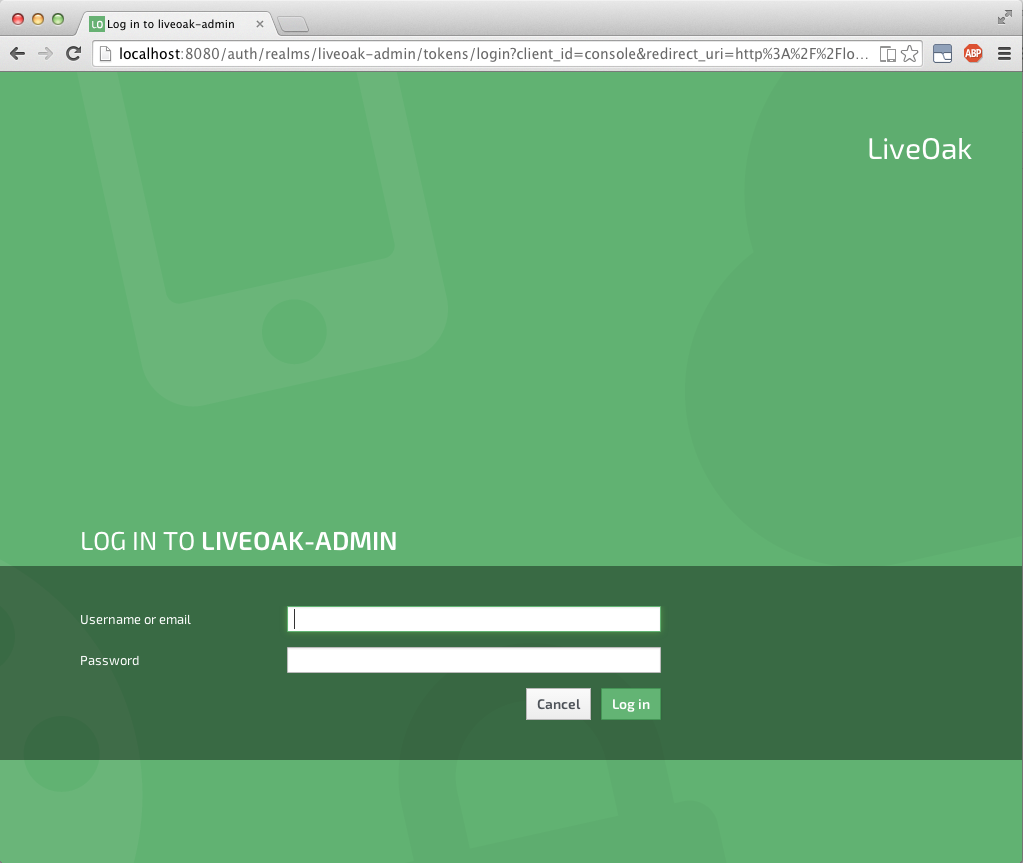 LO Log in to liveoak-admin
localhost:8080/auth/realms/liveoak-admin/tokens/login?client_id=console&redirect_uri=http%3A%2F%2Flo...
ABP
LiveOak
LOG IN TO LIVEOAK-ADMIN
Username or email
Password
Cancel
Log in